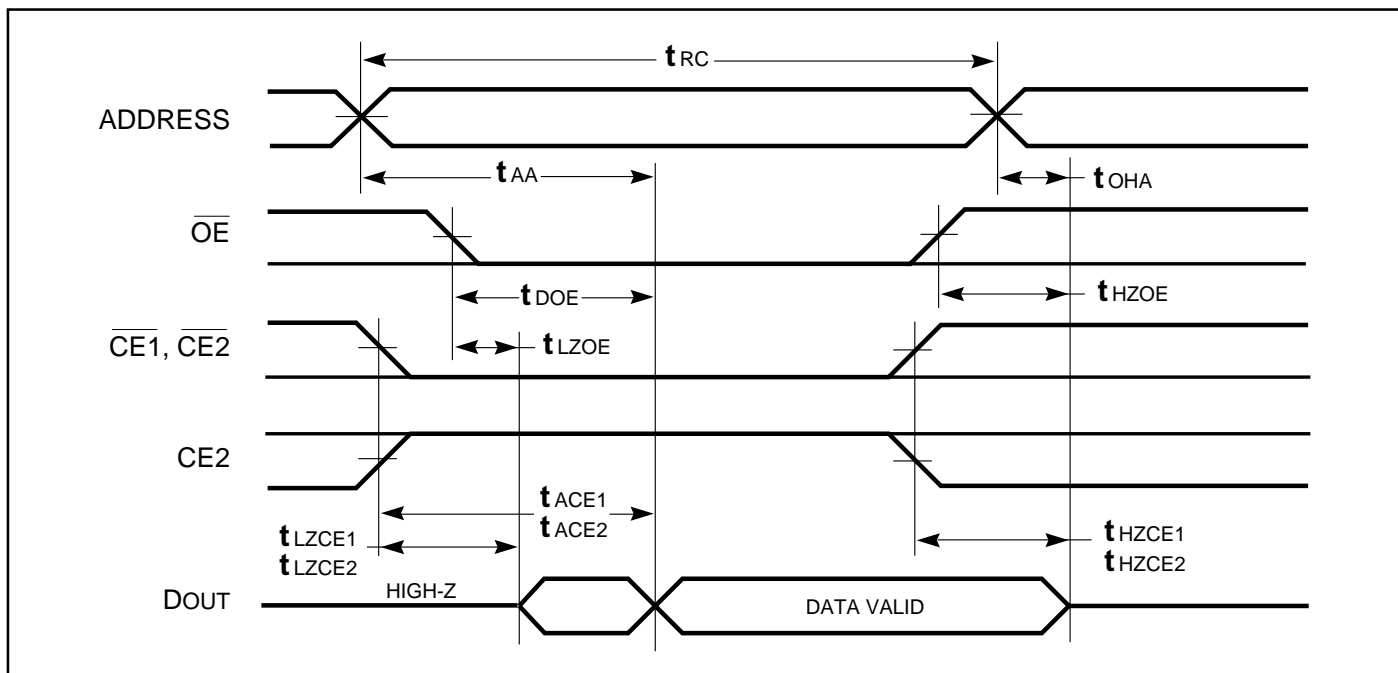 tRC
ADDRESS
tAA
tOHA
OE
tDOE
tHZOE
CE1, CE2
tLZOE
CE2
tACE1
tACE2
tLZCE1
tLZCE2
tHZCE1
tHZCE2
HIGH-Z
DOUT
DATA VALID